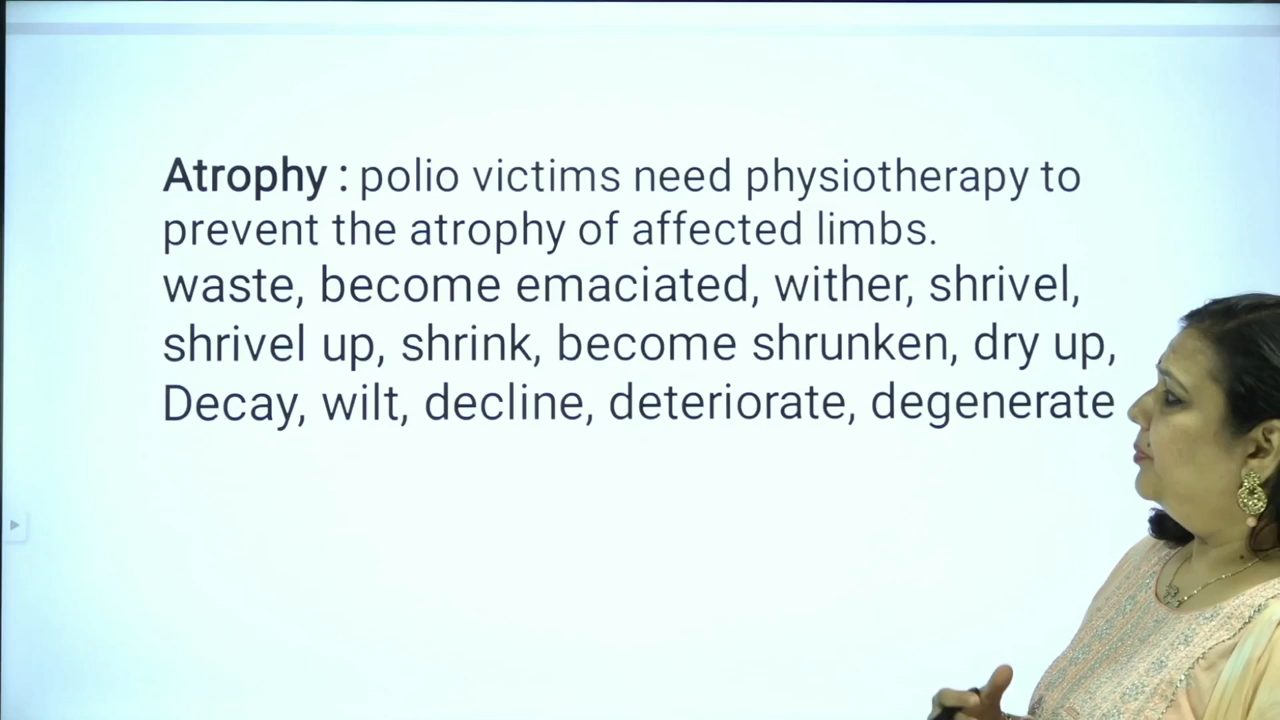 Atrophy : polio victims need physiotherapy to
prevent the atrophy of affected limbs.
waste, become emaciated, wither, shrivel,
shrivel up, shrink, become shrunken, dry up,
Decay, wilt, decline, deteriorate, degenerate